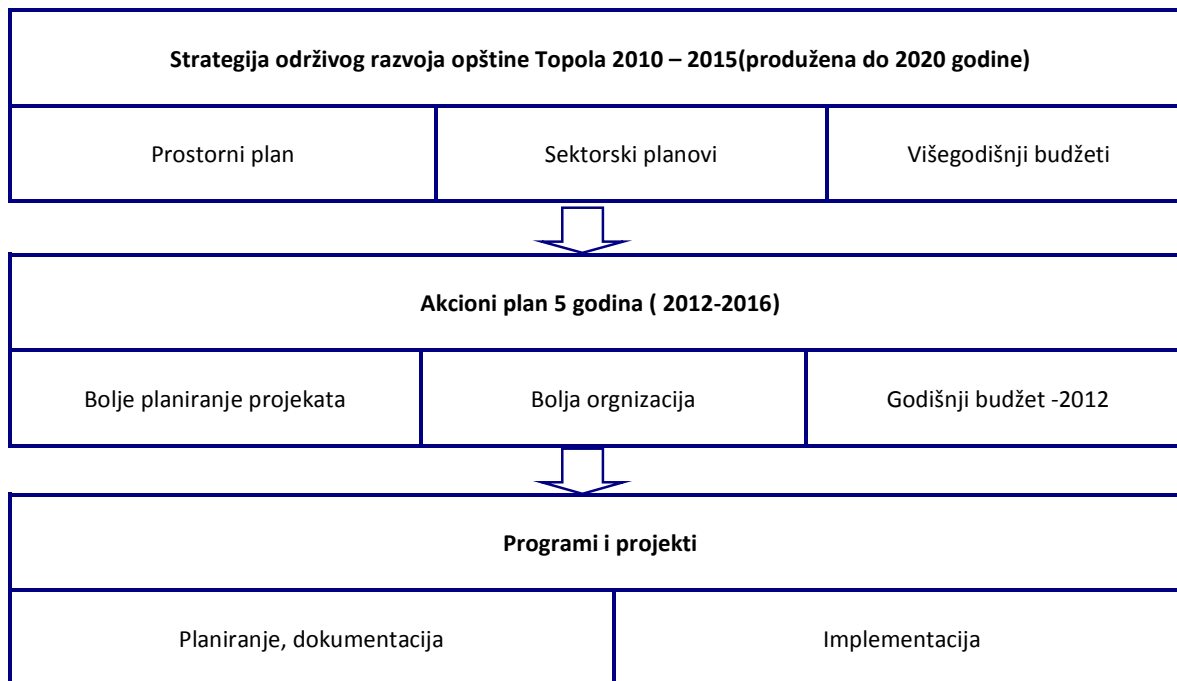 Strategija održivog razvoja opštine Topola 2010 – 2015(produžena do 2020 godine)
Prostorni plan
Sektorski planovi
Višegodišnji budžeti
Akcioni plan 5 godina ( 2012-2016)
Bolje planiranje projekata
Bolja orgnizacija
Godišnji budžet -2012
Programi i projekti
Planiranje, dokumentacija
Implementacija